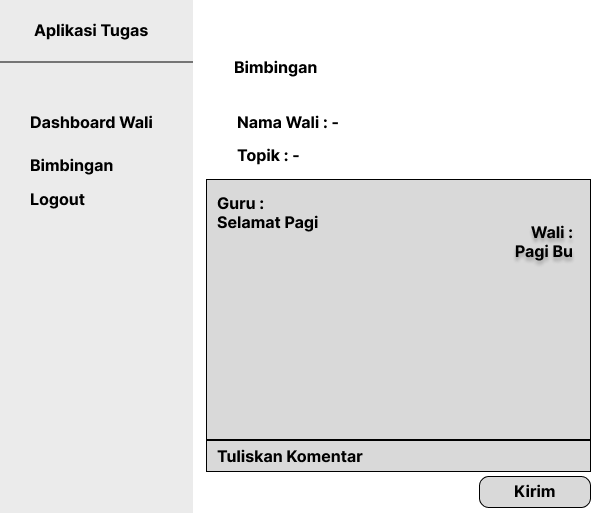 Aplikasi Tugas
Dashboard Wali
Bimbingan
Logout
Bimbingan
Nama Wali : -
Topik : -
Guru :
Selamat Pagi
Wali :
Pagi Bu
Tuliskan Komentar
Kirim